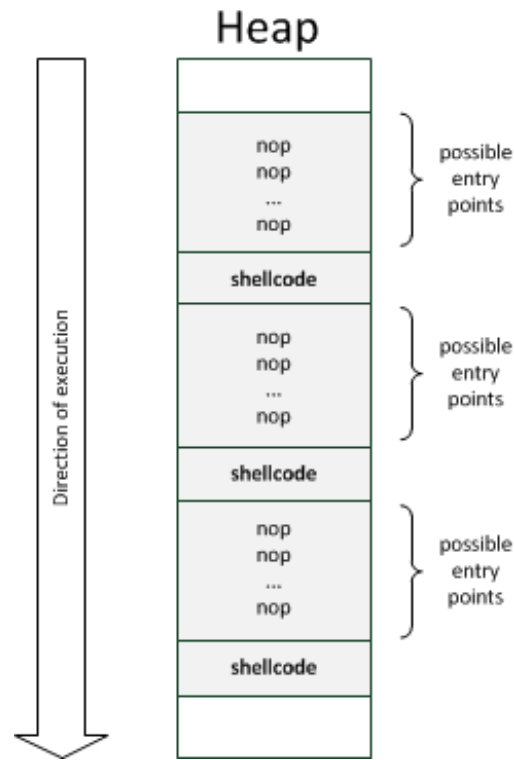 Heap
nop
nop
...
nop
possible
entry
points
shellcode
Direction of execution
nop
nop
...
nop
possible
entry
points
shellcode
nop
nop
...
nop
possible
entry
points
shellcode